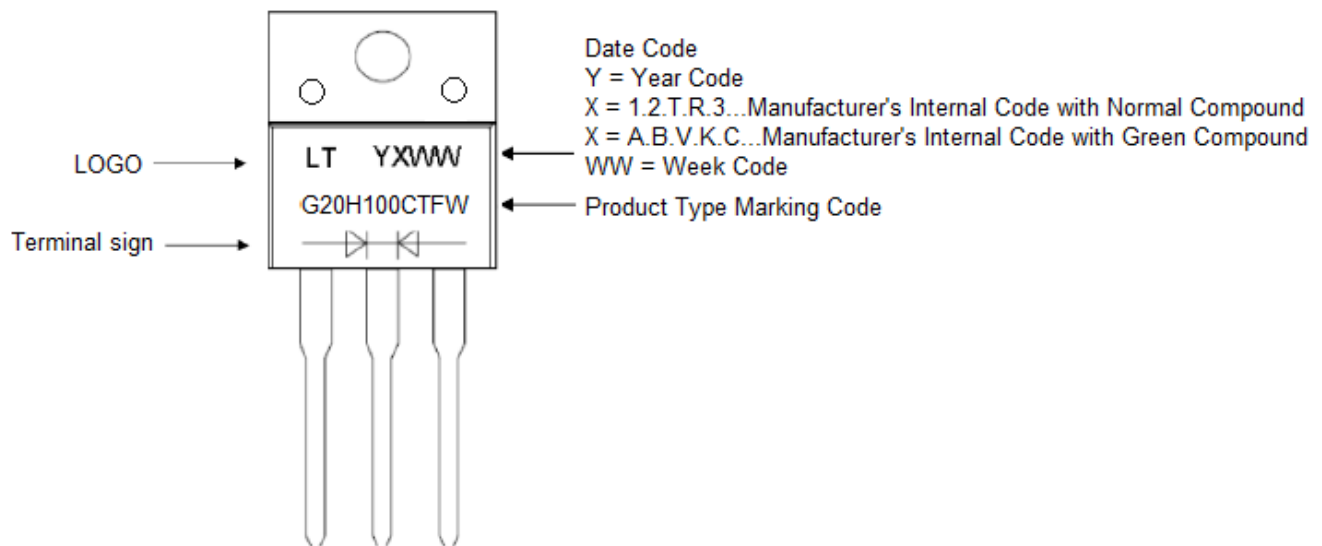 Date Code
Y = Year Code
X = 1.2.T.R.3...Manufacturer's Internal Code with Normal Compound
X = A.B.V.K.C...Manufacturer's Internal Code with Green Compound
WW = Week Code
LOGO
LT YXWW
G20H100CTFW
Product Type Marking Code
Terminal sign